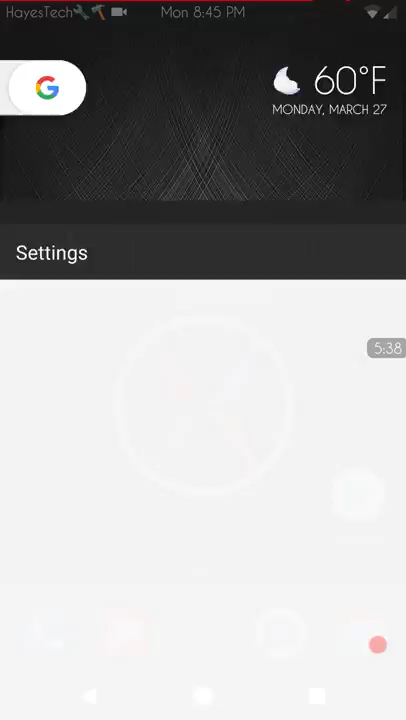 HayesTech🔧🔨 Mon 8:45 PM
60°F
MONDAY, MARCH 27
Settings
5:38